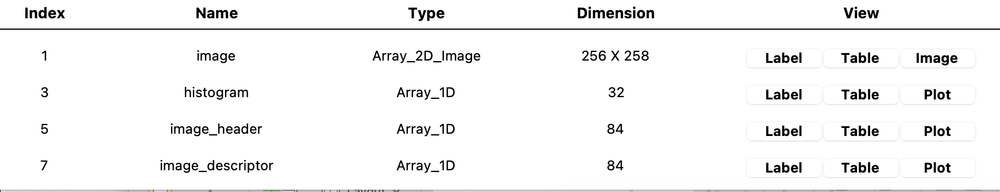 Index Name Type Dimension View
1 image Array_2D_Image 256 X 258 Label Table Image
3 histogram Array_1D 32 Label Table Plot
5 image_header Array_1D 84 Label Table Plot
7 image_descriptor Array_1D 84 Label Table Plot